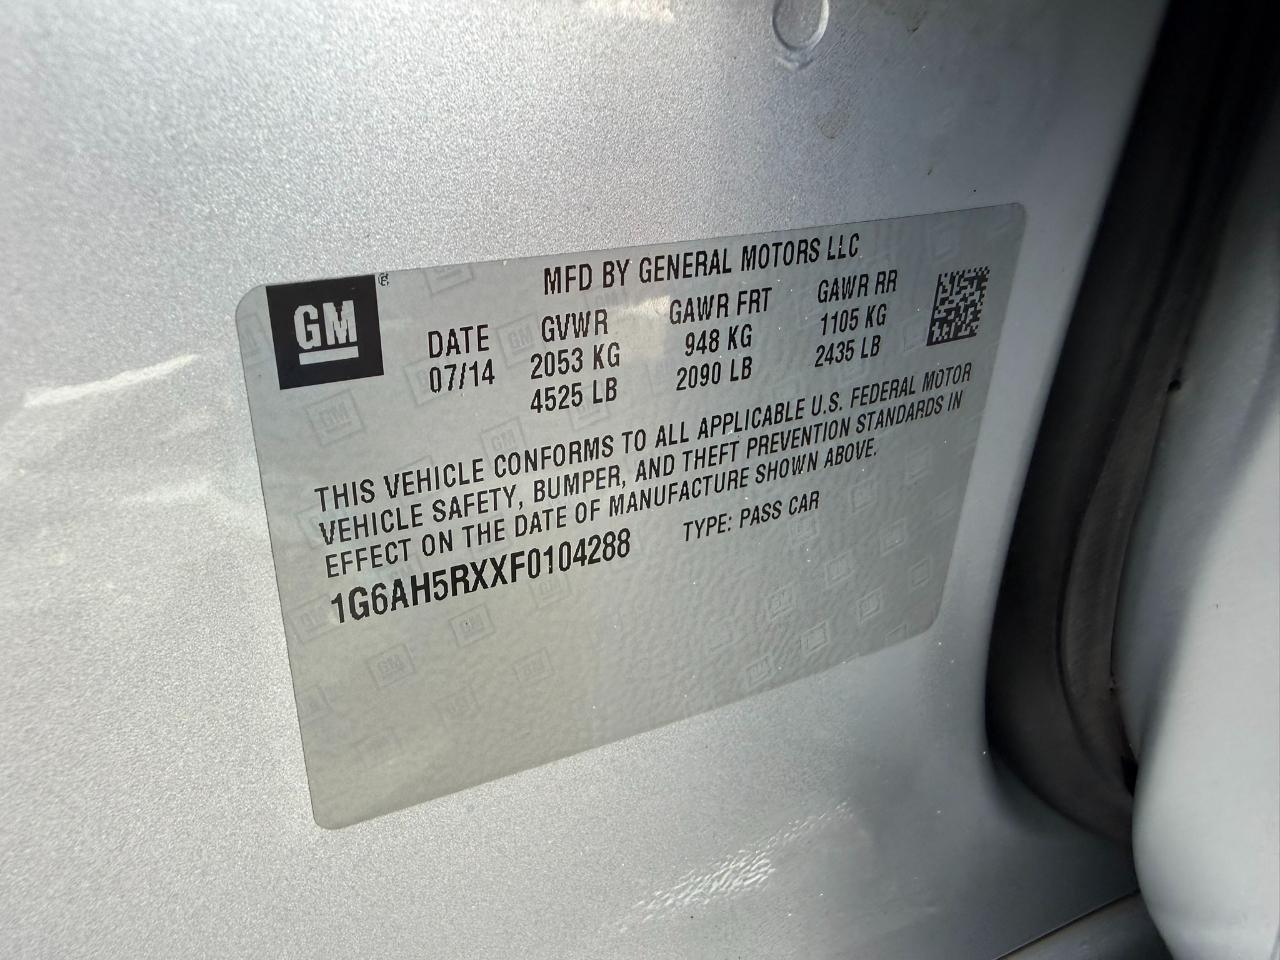 GM
MFD BY GENERAL MOTORS LLC
DATE GVWR GAWR FRT GAWR RR
07/14 2053 KG 948 KG 1105 KG
4525 LB 2090 LB 2435 LB
THIS VEHICLE CONFORMS TO ALL APPLICABLE U.S. FEDERAL MOTOR
VEHICLE SAFETY, BUMPER, AND THEFT PREVENTION STANDARDS IN
EFFECT ON THE DATE OF MANUFACTURE SHOWN ABOVE.
1G6AH5RXXF0104288 TYPE: PASS CAR